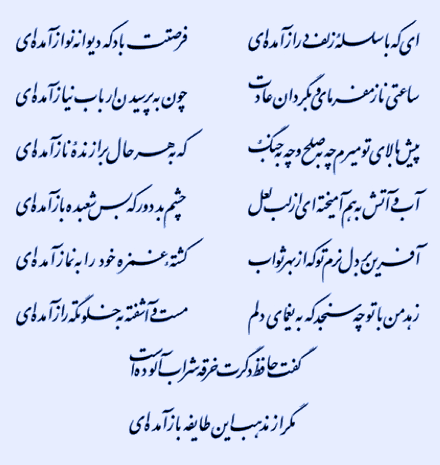 ای که با سلسله زلف دراز آمده‌ای فرصتت باد که دیوانه نواز آمده‌ای
ساعتی ناز مفرمای و بگردان عادت چون به پرسیدن ارباب نیاز آمده‌ای
پیش بالای تو میرم چه به صلح و چه به جنگ که به هر حال برازنده ناز آمده‌ای
آب و آتش به هم آمیخته‌ای از لب لعل چشم بد دور که بس شعبده باز آمده‌ای
آفرین بر دل نرم تو که از بهر ثواب کشته غمزه خود را به نماز آمده‌ای
زهد من با تو چه سنجد که به یغمای دلم مست و آشفته به خلوتگه راز آمده‌ای
گفت حافظ دگرت خرقه شراب آلوده است
مگر از مذهب این طایفه بازآمده‌ای